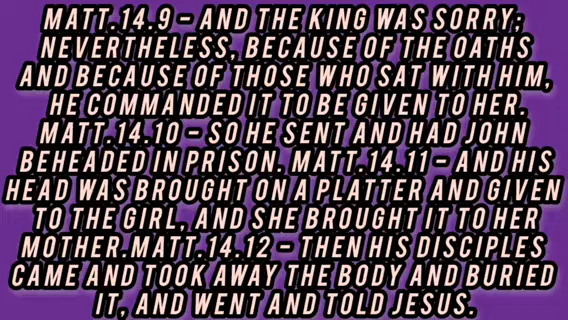 MATT.14.9 - AND THE KING WAS SORRY;
NEVERTHELESS, BECAUSE OF THE OATHS
AND BECAUSE OF THOSE WHO SAT WITH HIM,
HE COMMANDED IT TO BE GIVEN TO HER.
MATT.14.10 - SO HE SENT AND HAD JOHN
BEHEADED IN PRISON. MATT.14.11 - AND HIS
HEAD WAS BROUGHT ON A PLATTER AND GIVEN
TO THE GIRL, AND SHE BROUGHT IT TO HER
MOTHER.MATT.14.12 - THEN HIS DISCIPLES
CAME AND TOOK AWAY THE BODY AND BURIED
IT, AND WENT AND TOLD JESUS.